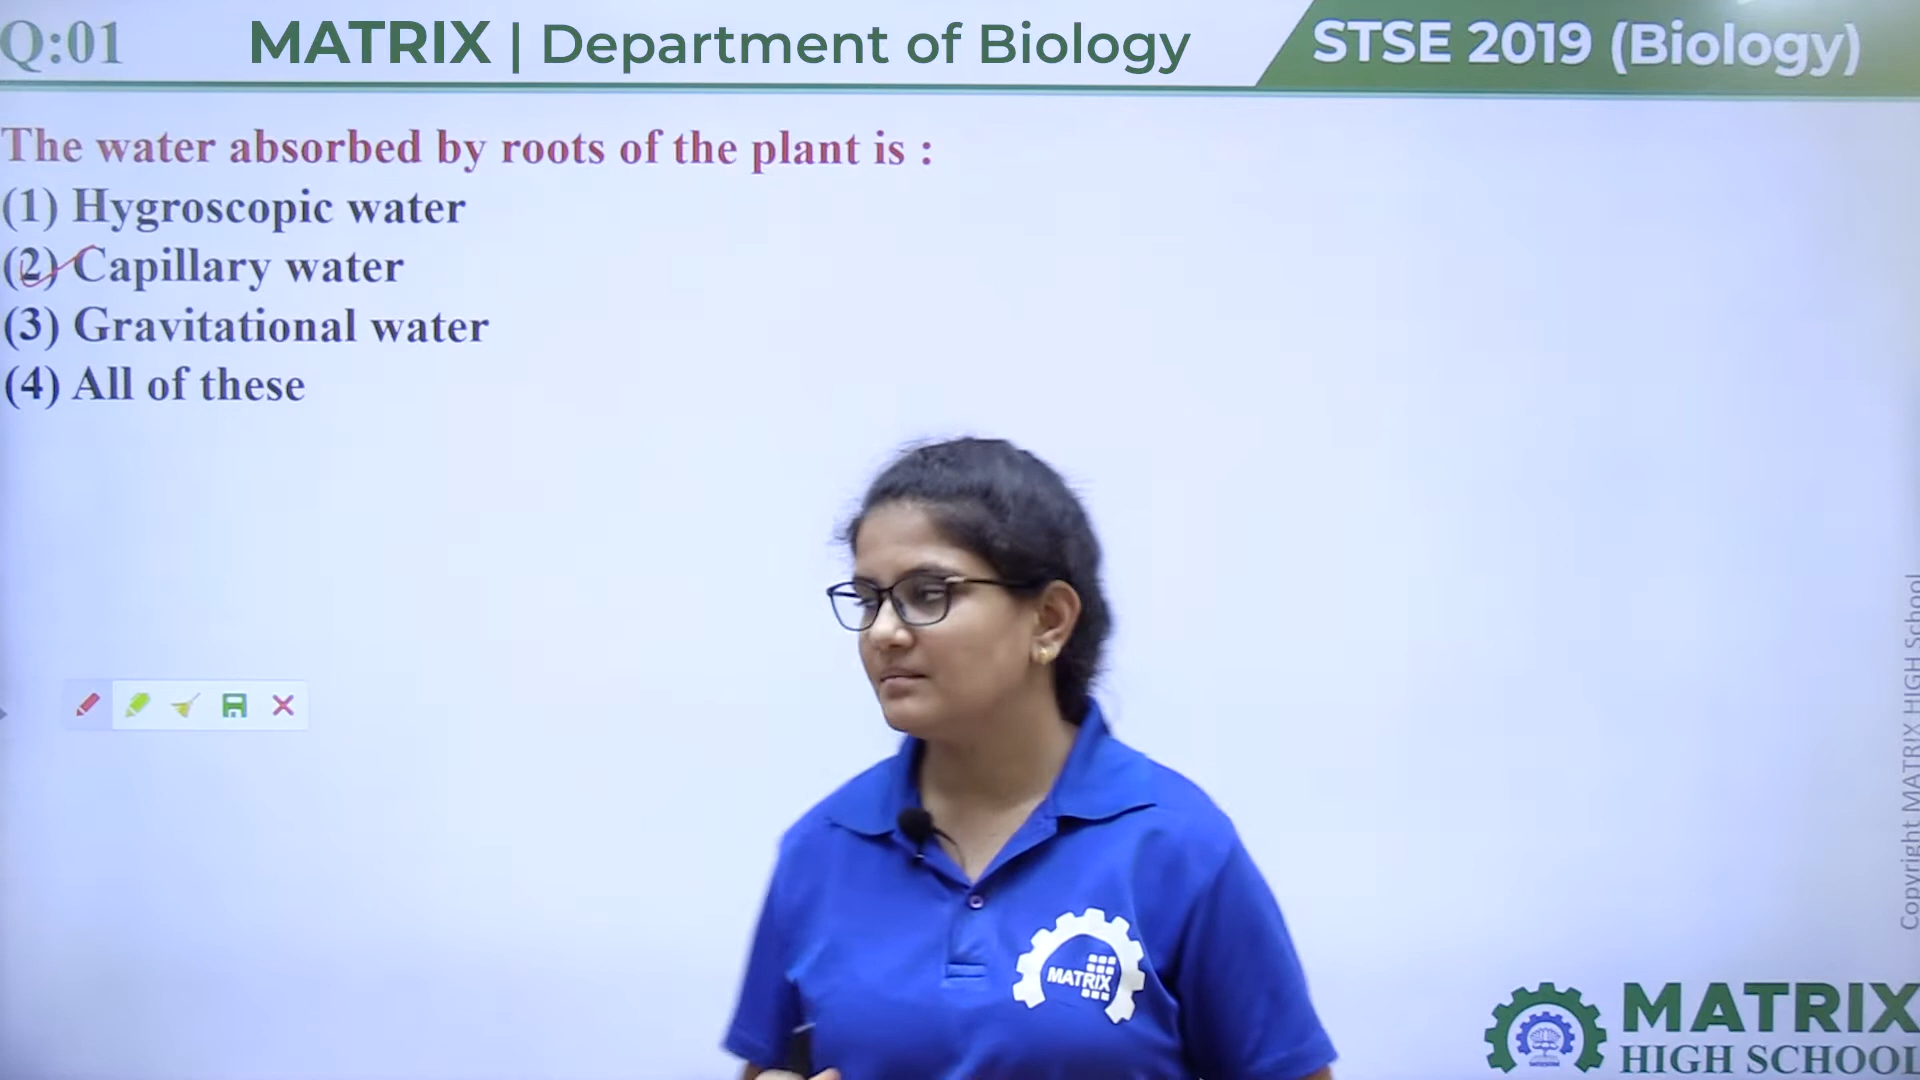 Q:01
MATRIX | Department of Biology
STSE 2019 (Biology)
The water absorbed by roots of the plant is :
(1) Hygroscopic water
(2) Capillary water
(3) Gravitational water
(4) All of these
MATRIX
Copyright MATRIX HIGH School
MATRIX
HIGH SCHOOL